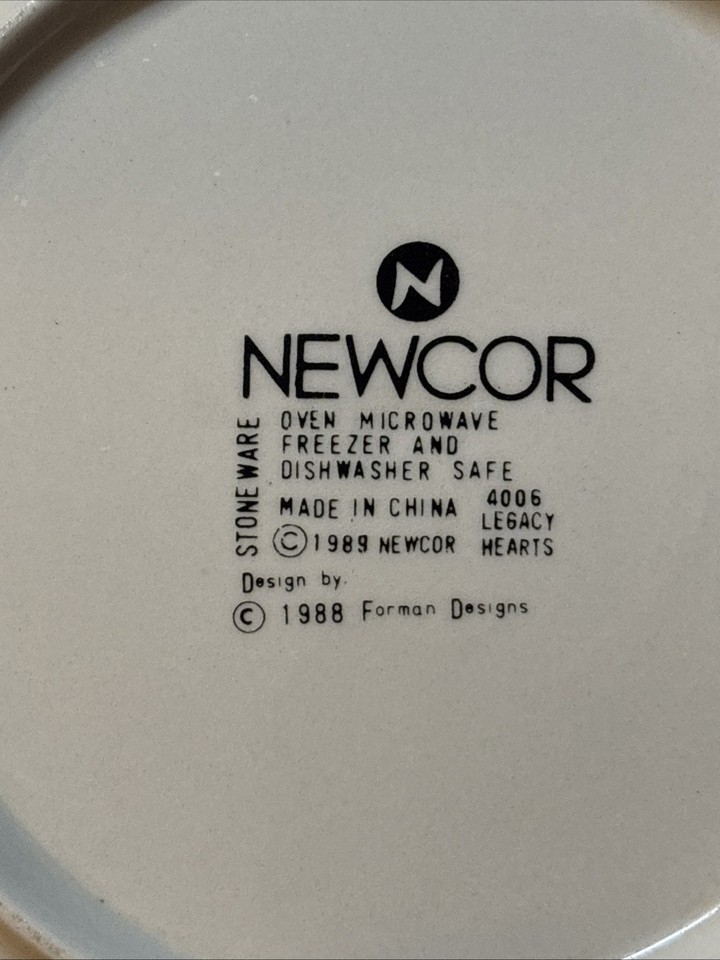 N
NEWCOR
STONEWARE
OVEN MICROWAVE
FREEZER AND
DISHWASHER SAFE
MADE IN CHINA
© 1989 NEWCOR
4006
LEGACY
HEARTS
Design by.
© 1988 Forman Designs